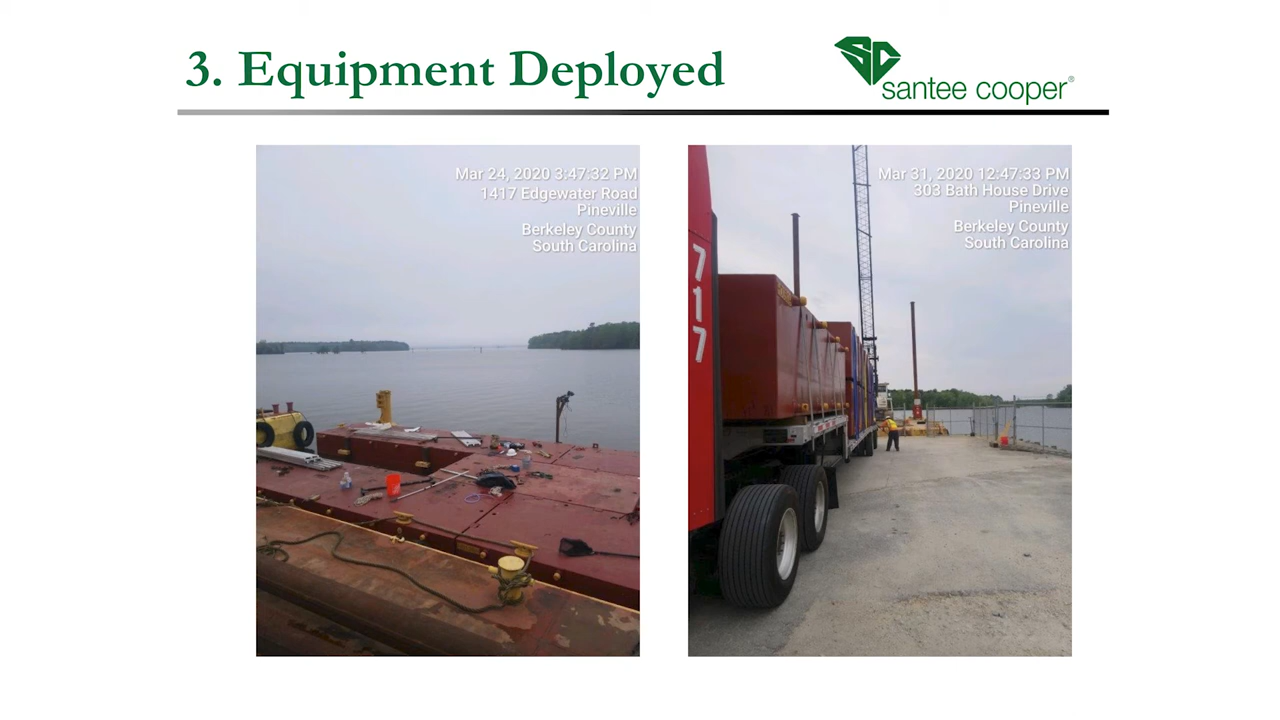 3. Equipment Deployed
SC
santee cooper®
Mar 24, 2020 3:47:32 PM
1417 Edgewater Road
Pineville
Berkeley County
South Carolina
Mar 31, 2020 12:47:33 PM
303 Bath House Drive
Pineville
Berkeley County
South Carolina
717